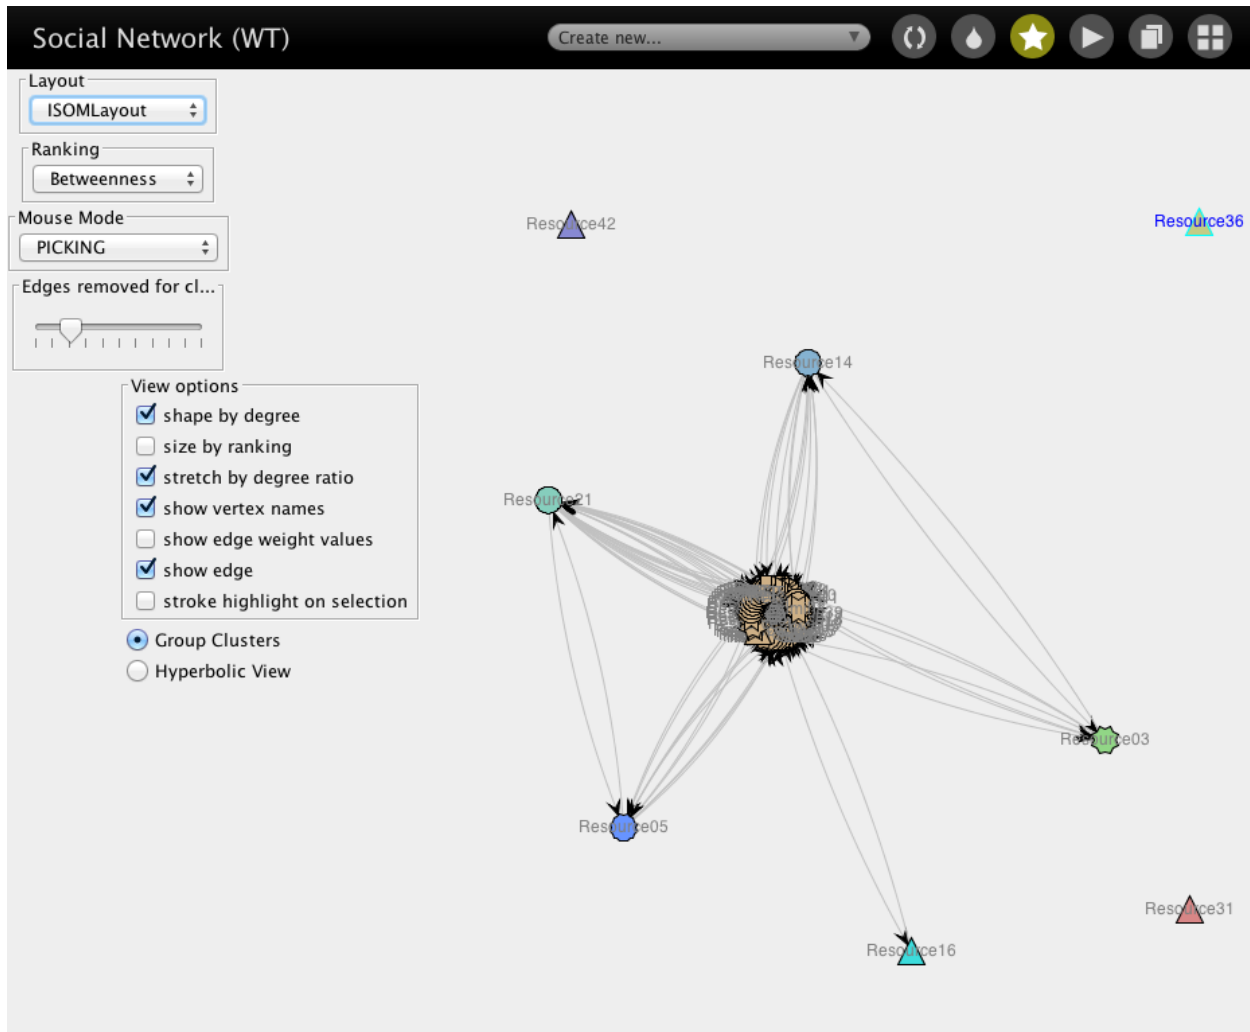 Social Network (WT)
Create new...
Layout
ISOMLayout
Ranking
Betweenness
Mouse Mode
PICKING
Edges removed for cl...
View options
shape by degree
size by ranking
stretch by degree ratio
show vertex names
show edge weight values
show edge
stroke highlight on selection
Group Clusters
Hyperbolic View
Resource42
Resource36
Resource14
Resource21
Resource03
Resource05
Resource31
Resource16